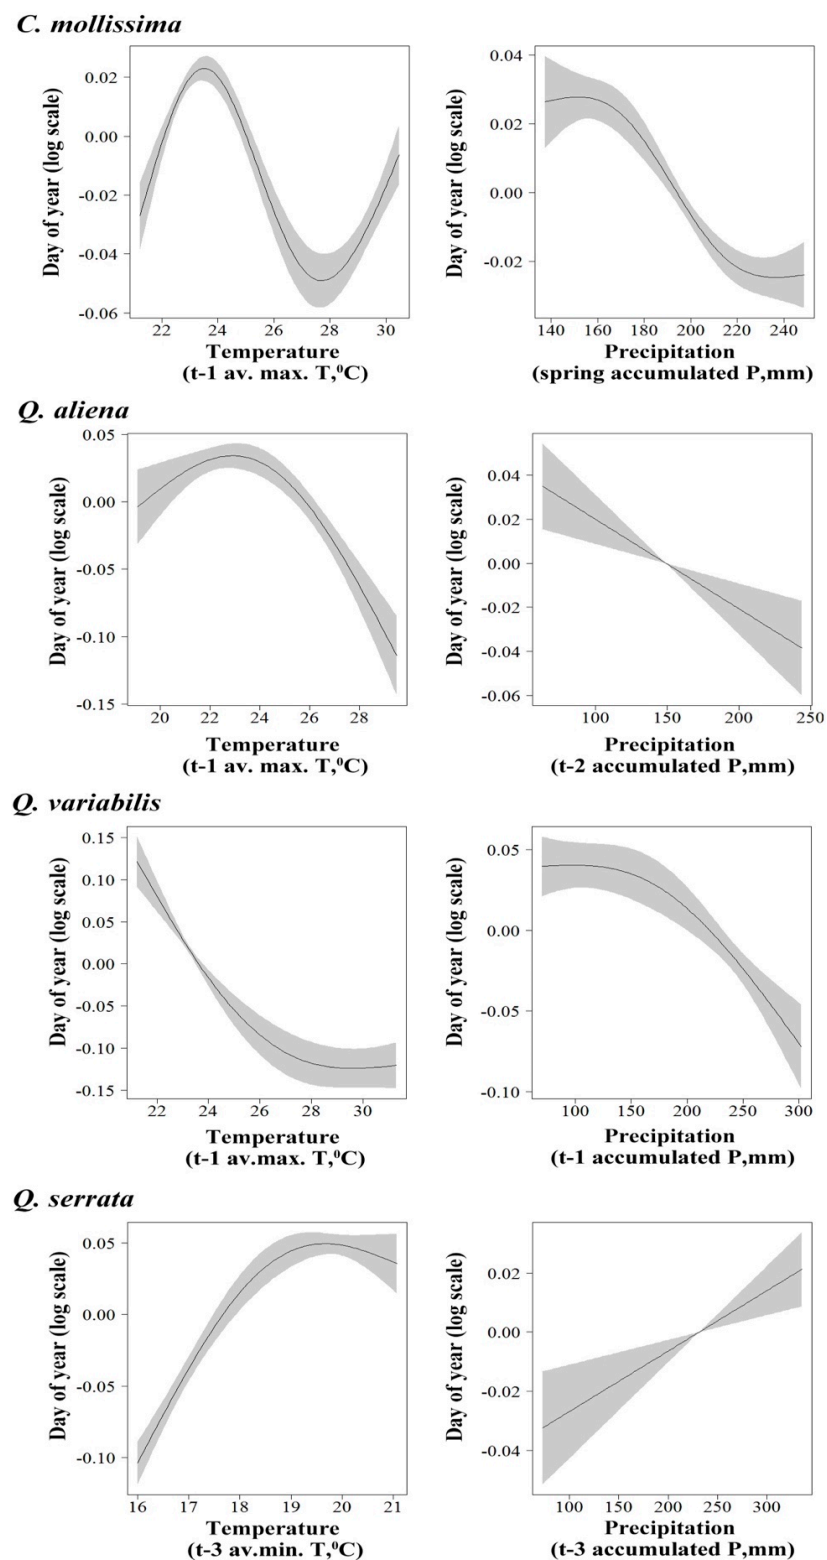 C. mollissima
Day of year (log scale)
0.02
0.00
-0.02
-0.04
-0.06
22 24 26 28 30
Temperature
(t-1 av. max. T,⁰C)
Day of year (log scale)
0.04
0.02
0.00
-0.02
140 160 180 200 220 240
Precipitation
(spring accumulated P,mm)
Q. aliena
Day of year (log scale)
0.05
0.00
-0.05
-0.10
-0.15
20 22 24 26 28
Temperature
(t-1 av. max. T,⁰C)
Day of year (log scale)
0.04
0.02
0.00
-0.02
-0.04
-0.06
100 150 200 250
Precipitation
(t-2 accumulated P,mm)
Q. variabilis
Day of year (log scale)
0.15
0.10
0.05
0.00
-0.05
-0.10
-0.15
22 24 26 28 30
Temperature
(t-1 av.max. T,⁰C)
Day of year (log scale)
0.05
0.00
-0.05
-0.10
100 150 200 250 300
Precipitation
(t-1 accumulated P,mm)
Q. serrata
Day of year (log scale)
0.05
0.00
-0.05
-0.10
16 17 18 19 20 21
Temperature
(t-3 av.min. T,⁰C)
Day of year (log scale)
0.02
0.00
-0.02
-0.04
100 150 200 250 300
Precipitation
(t-3 accumulated P,mm)